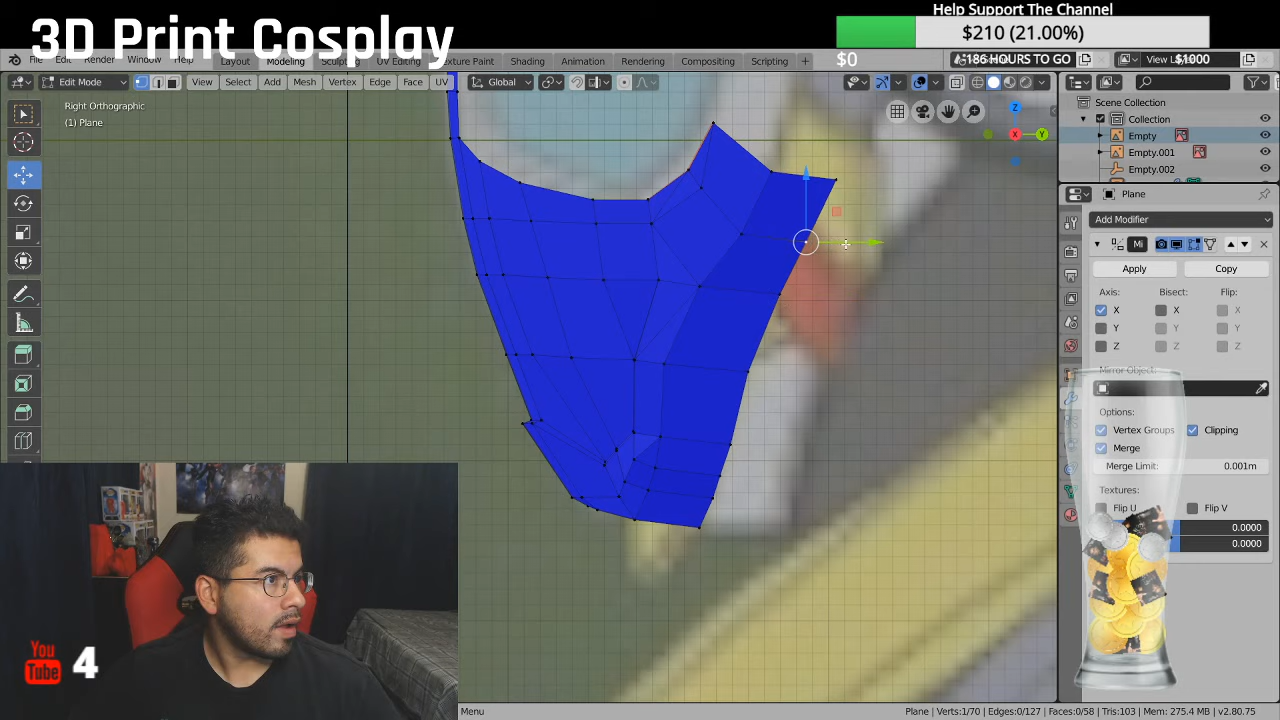 3D Print Cosplay
Help Support The Channel
$210 (21.00%)
$0
186 HOURS TO GO
$1000
File Edit Render Window Help
Layout Modeling Sculpting UV Editing Texture Paint Shading Animation Rendering Compositing Scripting +
View L
Edit Mode
View Select Add Mesh Vertex Edge Face UV
Global
Right Orthographic
(1) Plane
Z
X
Y
Scene Collection
Collection
Empty
Empty.001
Empty.002
Plane
Add Modifier
Mi
Apply
Copy
Axis: Bisect: Flip:
X X X
Y Y Y
Z Z Z
Mirror Object:
Options:
Vertex Groups Clipping
Merge
Merge Limit: 0.001m
Textures:
Flip U Flip V
0.0000
0.0000
You
Tube
4
Menu
Plane | Verts:1/70 | Edges:0/127 | Faces:0/58 | Tris:103 | Mem: 275.4 MB | v2.80.75